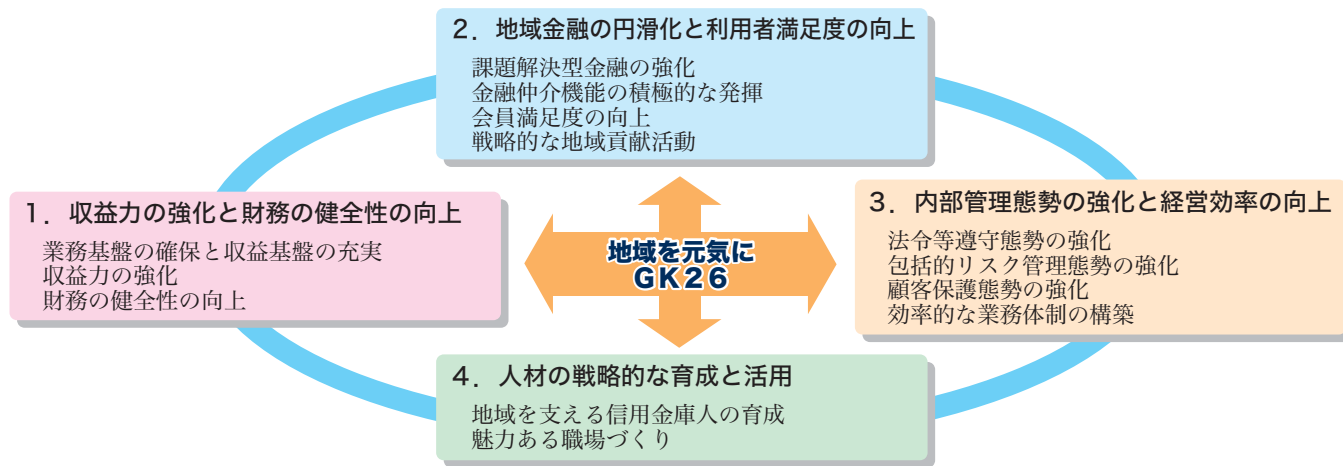 2．地域金融の円滑化と利用者満足度の向上
課題解決型金融の強化
金融仲介機能の積極的な発揮
会員満足度の向上
戦略的な地域貢献活動
1．収益力の強化と財務の健全性の向上
業務基盤の確保と収益基盤の充実
収益力の強化
財務の健全性の向上
地域を元気に
GK26
3．内部管理態勢の強化と経営効率の向上
法令等遵守態勢の強化
包括的リスク管理態勢の強化
顧客保護態勢の強化
効率的な業務体制の構築
4．人材の戦略的な育成と活用
地域を支える信用金庫人の育成
魅力ある職場づくり